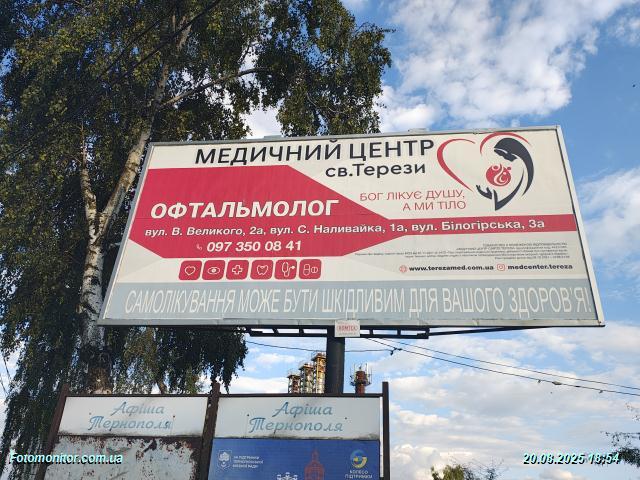 МЕДИЧНИЙ ЦЕНТР
св.Терези
БОГ ЛІКУЄ ДУШУ,
А МИ ТІЛО
ОФТАЛЬМОЛОГ
вул. В. Великого, 2а, вул. С. Наливайка, 1а, вул. Білогірська, 3а
097 350 08 41
www.terezamed.com.ua
medcenter.tereza
САМОЛІКУВАННЯ МОЖЕ БУТИ ШКІДЛИВИМ ДЛЯ ВАШОГО ЗДОРОВ'Я!
Афіша
Тернополя
Афіша
Тернополя
Fotomonitor.com.ua
20.08.2025 18:54